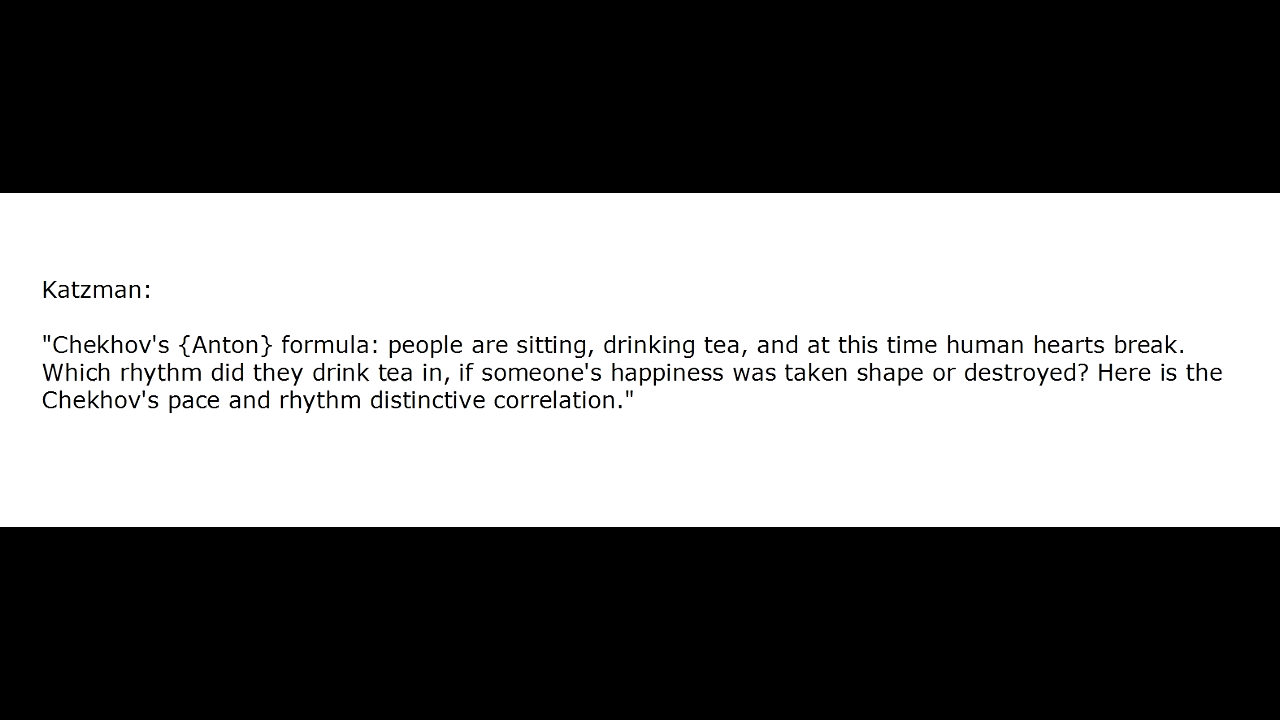 Katzman:
"Chekhov's {Anton} formula: people are sitting, drinking tea, and at this time human hearts break.
Which rhythm did they drink tea in, if someone's happiness was taken shape or destroyed? Here is the
Chekhov's pace and rhythm distinctive correlation."